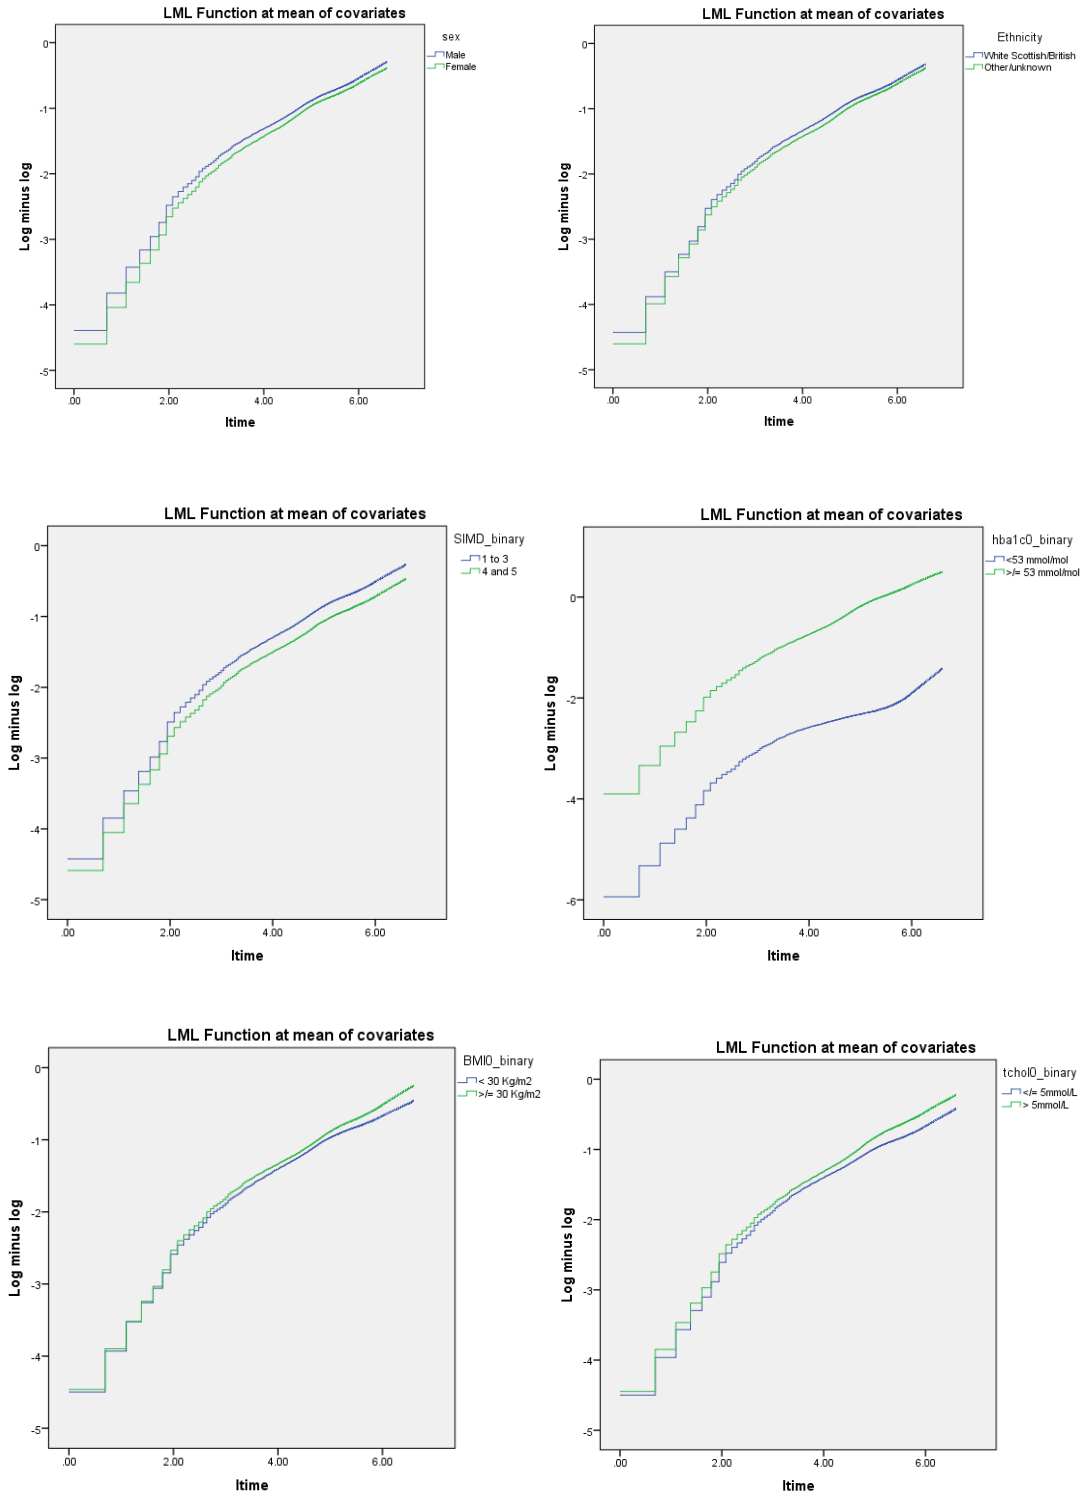 LML Function at mean of covariates
sex
Male
Female
0
-1
-2
-3
-4
-5
Log minus log
.00
2.00
4.00
6.00
ltime
LML Function at mean of covariates
Ethnicity
White Scottish/British
Other/unknown
0
-1
-2
-3
-4
-5
Log minus log
.00
2.00
4.00
6.00
ltime
LML Function at mean of covariates
SIMD_binary
1 to 3
4 and 5
0
-1
-2
-3
-4
-5
Log minus log
.00
2.00
4.00
6.00
ltime
LML Function at mean of covariates
hba1c0_binary
<53 mmol/mol
>/= 53 mmol/mol
0
-2
-4
-6
Log minus log
.00
2.00
4.00
6.00
ltime
LML Function at mean of covariates
BMI0_binary
< 30 Kg/m2
>/= 30 Kg/m2
0
-1
-2
-3
-4
-5
Log minus log
.00
2.00
4.00
6.00
ltime
LML Function at mean of covariates
tchol0_binary
</= 5mmol/L
> 5mmol/L
0
-1
-2
-3
-4
-5
Log minus log
.00
2.00
4.00
6.00
ltime